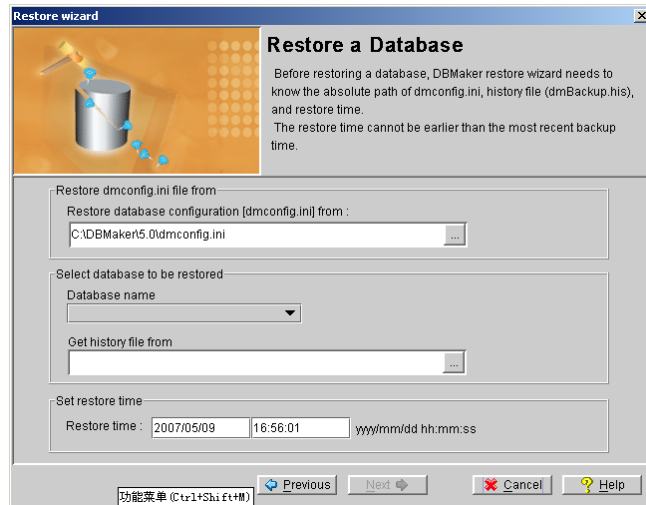 Restore wizard
Restore a Database
Before restoring a database, DBMaker restore wizard needs to
know the absolute path of dmconfig.ini, history file (dmBackup.his),
and restore time.
The restore time cannot be earlier than the most recent backup
time.
Restore dmconfig.ini file from
Restore database configuration [dmconfig.ini] from :
C:\DBMaker\5.0\dmconfig.ini
...
Select database to be restored
Database name
Get history file from
...
Set restore time
Restore time : 2007/05/09 16:56:01 yyyy/mm/dd hh:mm:ss
Previous Next Cancel Help
功能菜单(Ctrl+Shift+M)